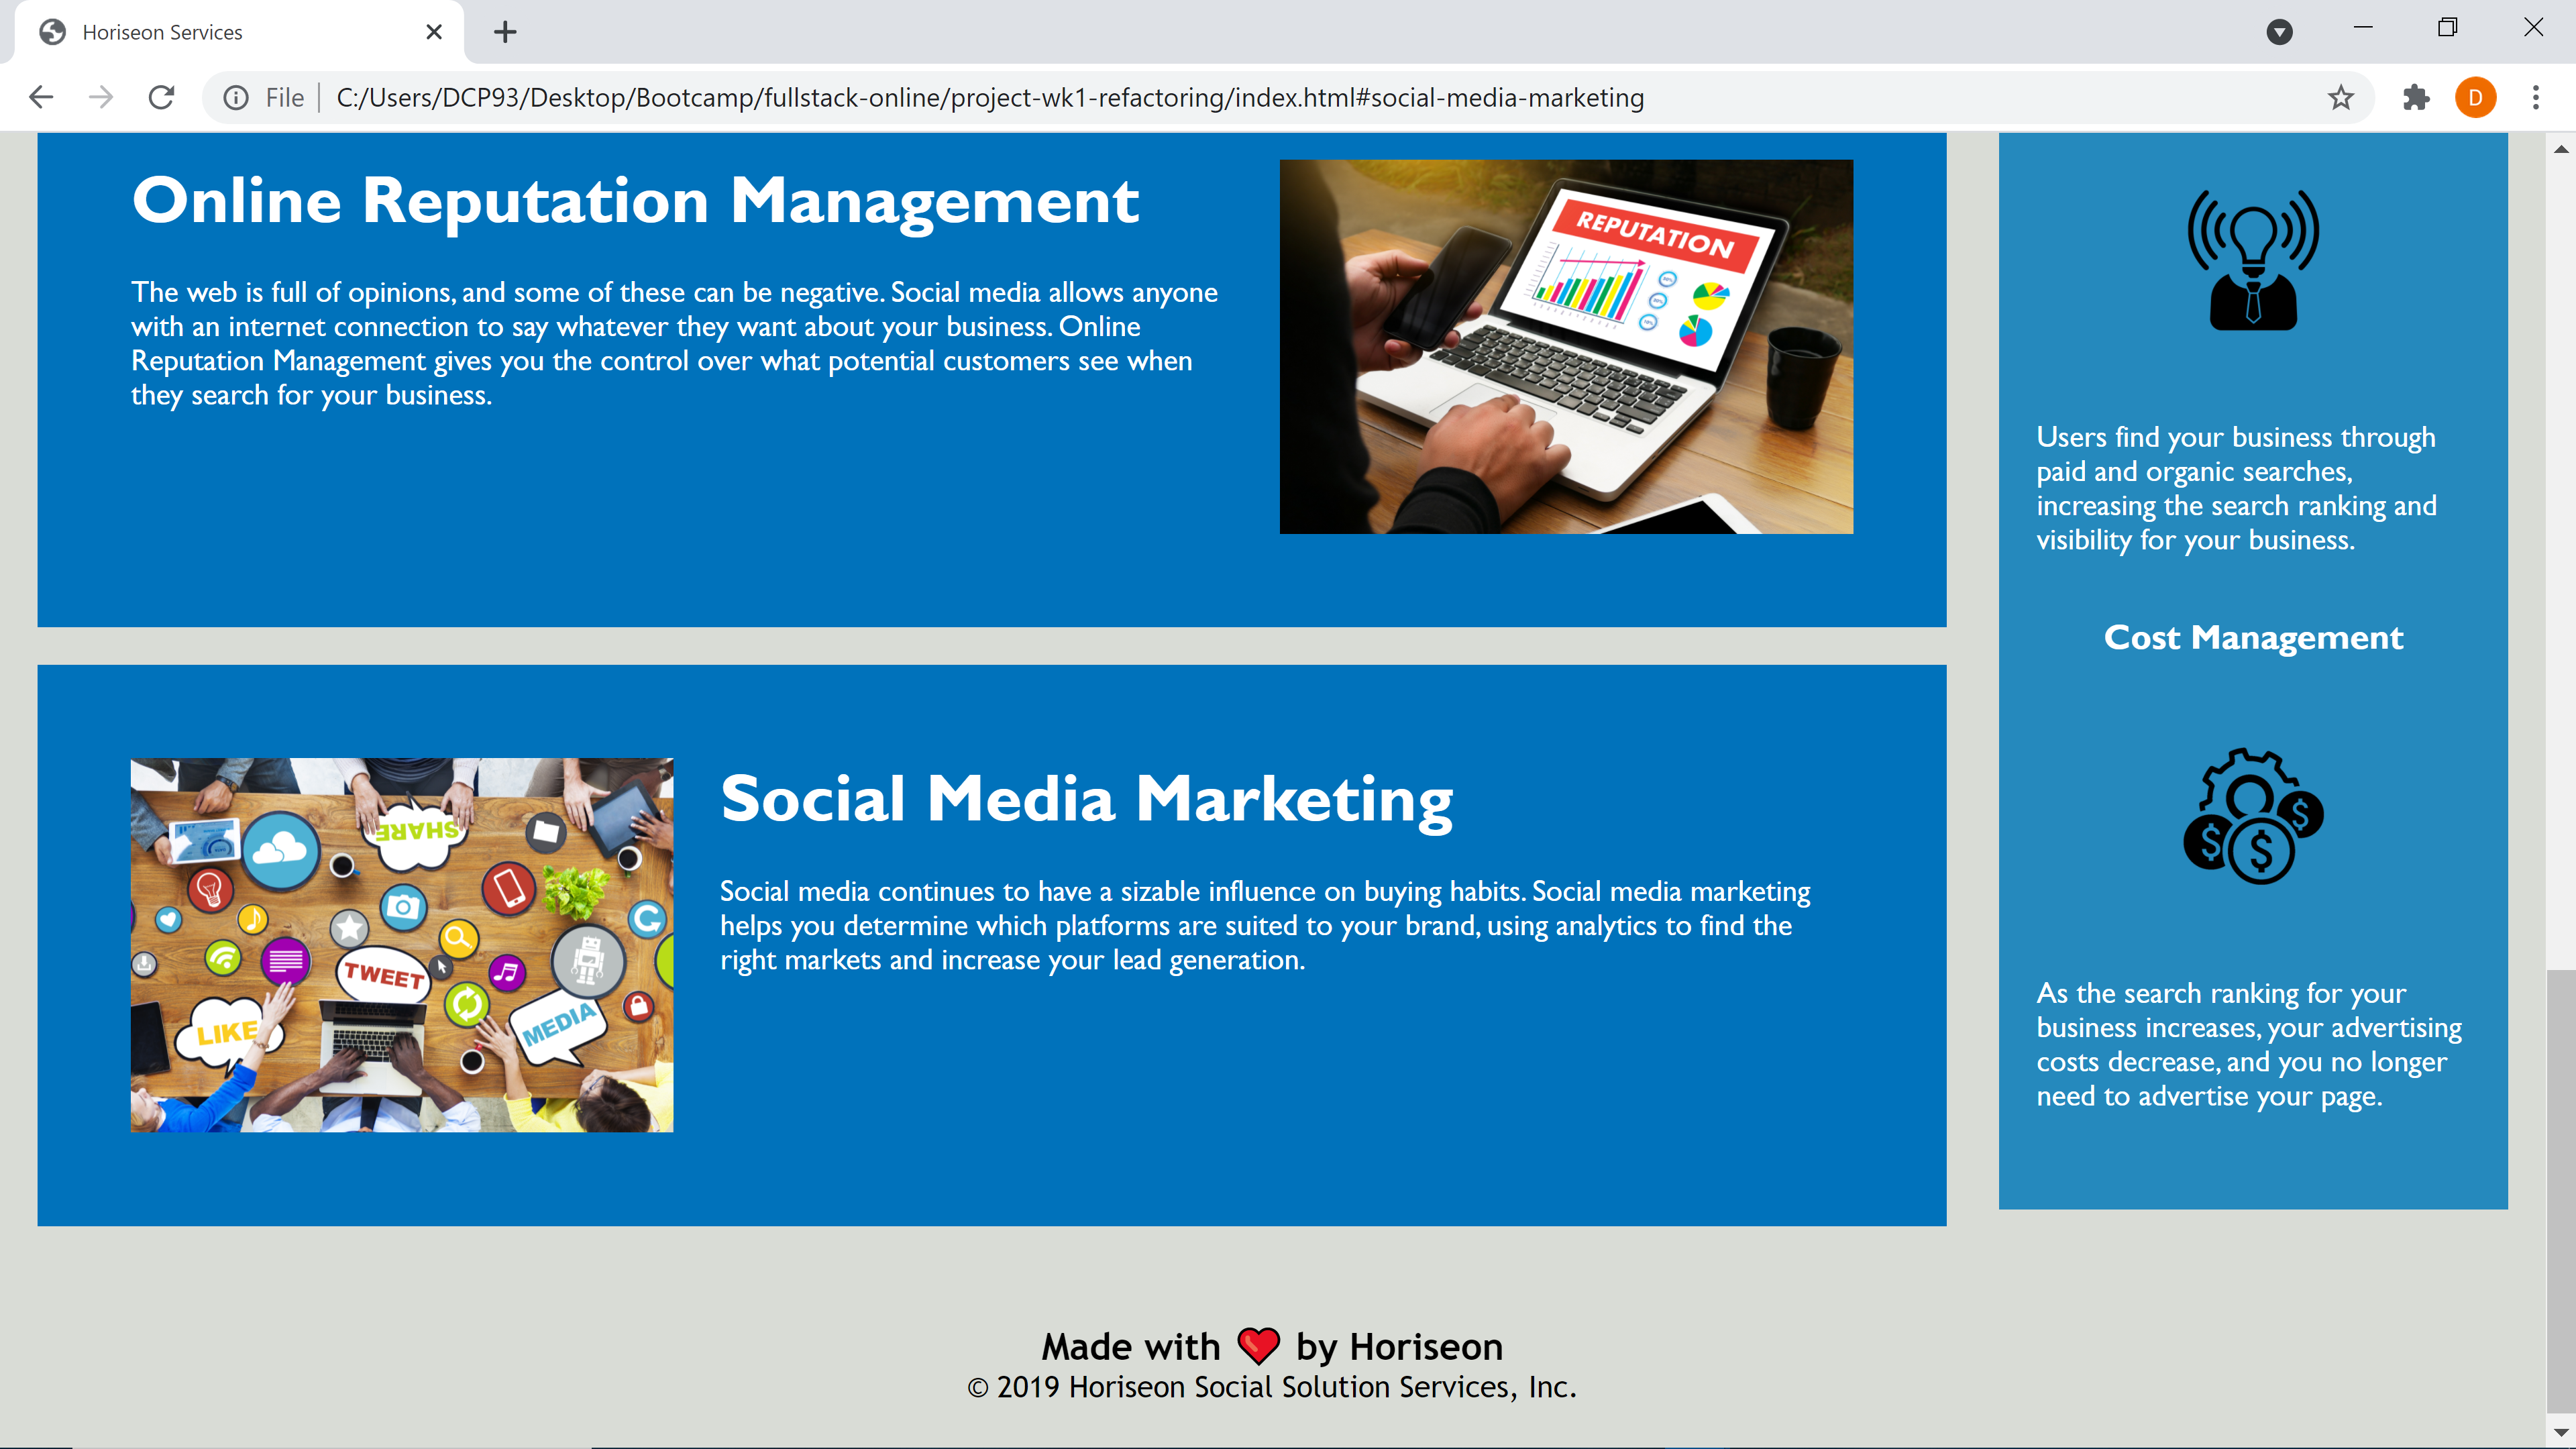 Horiseon Services
File
C:/Users/DCP93/Desktop/Bootcamp/fullstack-online/project-wk1-refactoring/index.html#social-media-marketing
D
Online Reputation Management
The web is full of opinions, and some of these can be negative. Social media allows anyone
with an internet connection to say whatever they want about your business. Online
Reputation Management gives you the control over what potential customers see when
they search for your business.
REPUTATION
Social Media Marketing
Social media continues to have a sizable influence on buying habits. Social media marketing
helps you determine which platforms are suited to your brand, using analytics to find the
right markets and increase your lead generation.
SHARE
TWEET
LIKE
MEDIA
Users find your business through
paid and organic searches,
increasing the search ranking and
visibility for your business.
Cost Management
$ $ $
As the search ranking for your
business increases, your advertising
costs decrease, and you no longer
need to advertise your page.
Made with ❤️ by Horiseon
© 2019 Horiseon Social Solution Services, Inc.